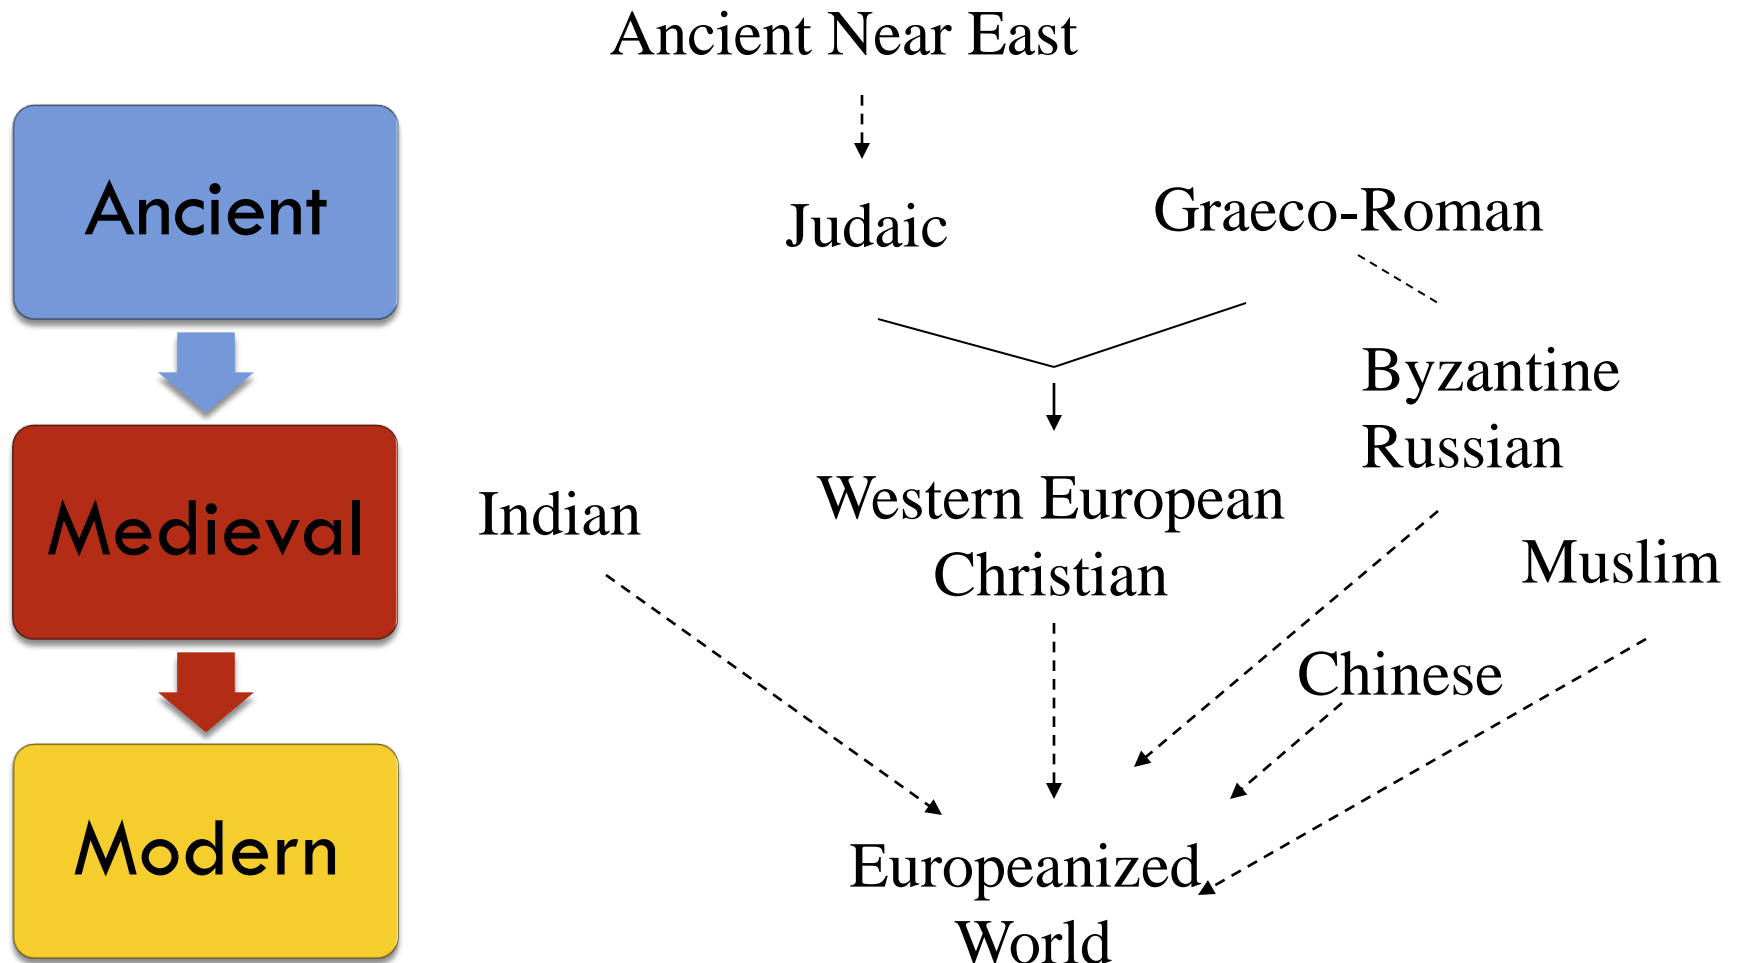 Ancient Near East
Ancient
Judaic
Graeco-Roman
Byzantine
Russian
Medieval
Indian
Western European
Christian
Muslim
Chinese
Modern
Europeanized
World